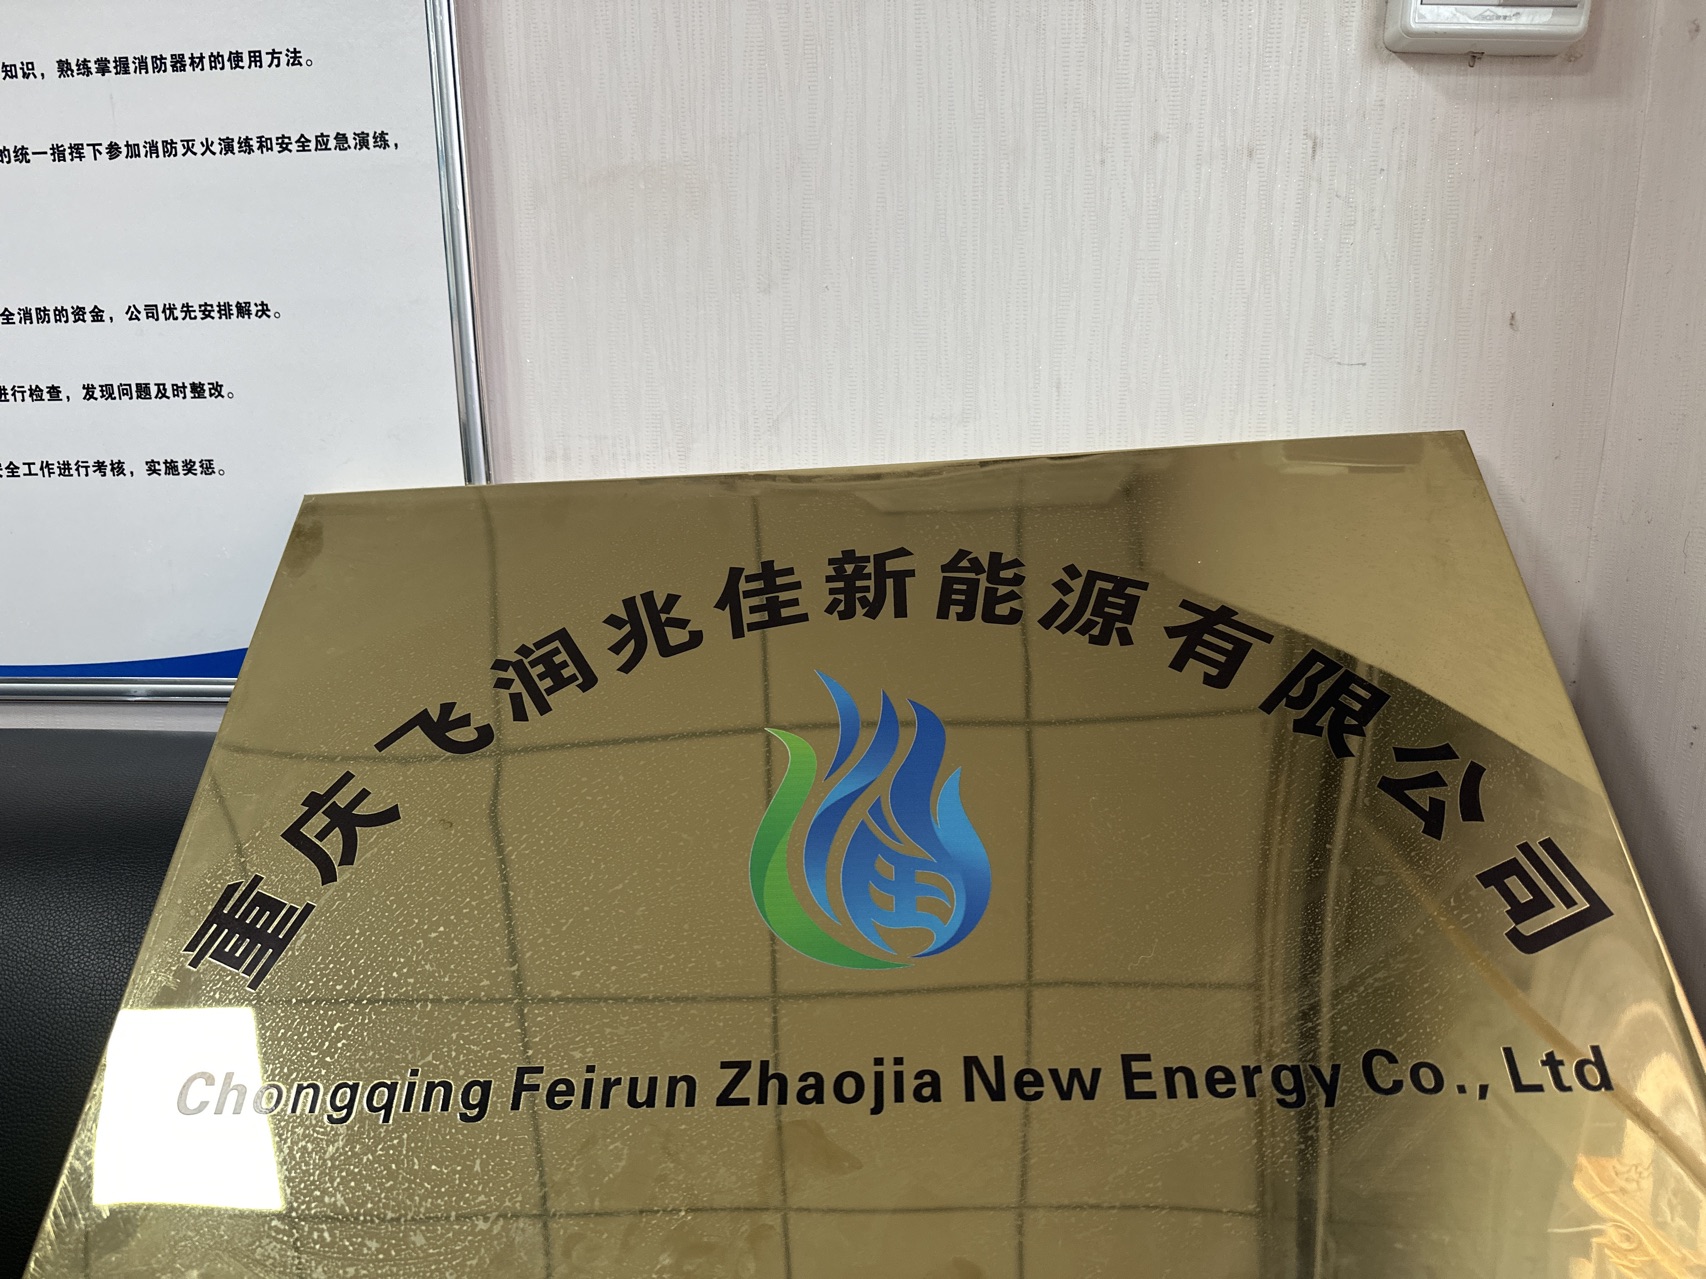 知识，熟练掌握消防器材的使用方法。
的统一指挥下参加消防灭火演练和安全应急演练，
全消防的资金，公司优先安排解决。
进行检查，发现问题及时整改。
安全工作进行考核，实施奖惩。
重庆飞润兆佳新能源有限公司
Chongqing Feirun Zhaojia New Energy Co., Ltd